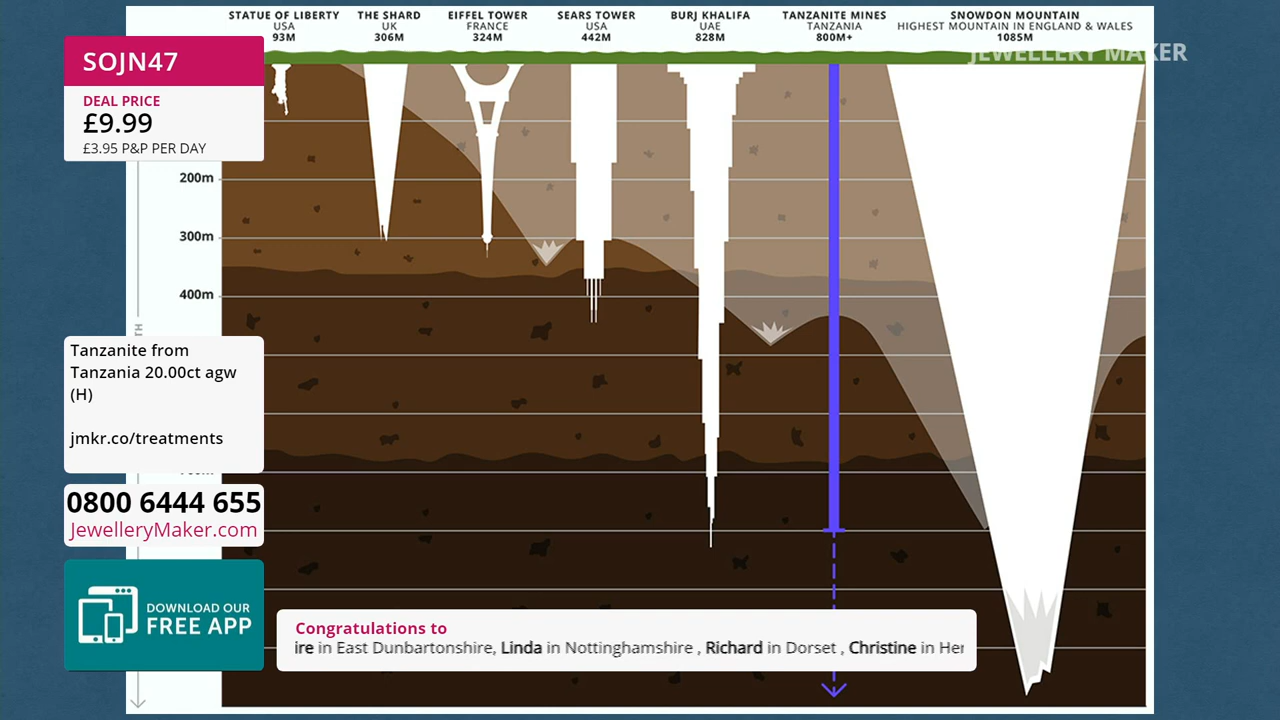 STATUE OF LIBERTY
USA
93M
THE SHARD
UK
306M
EIFFEL TOWER
FRANCE
324M
SEARS TOWER
USA
442M
BURJ KHALIFA
UAE
828M
TANZANITE MINES
TANZANIA
800M+
SNOWDON MOUNTAIN
HIGHEST MOUNTAIN IN ENGLAND & WALES
1085M
JEWELLERY MAKER
SOJN47
DEAL PRICE
£9.99
£3.95 P&P PER DAY
200m
300m
400m
Tanzanite from
Tanzania 20.00ct agw
(H)
jmkr.co/treatments
0800 6444 655
JewelleryMaker.com
DOWNLOAD OUR
FREE APP
Congratulations to
ire in East Dunbartonshire, Linda in Nottinghamshire , Richard in Dorset , Christine in Her